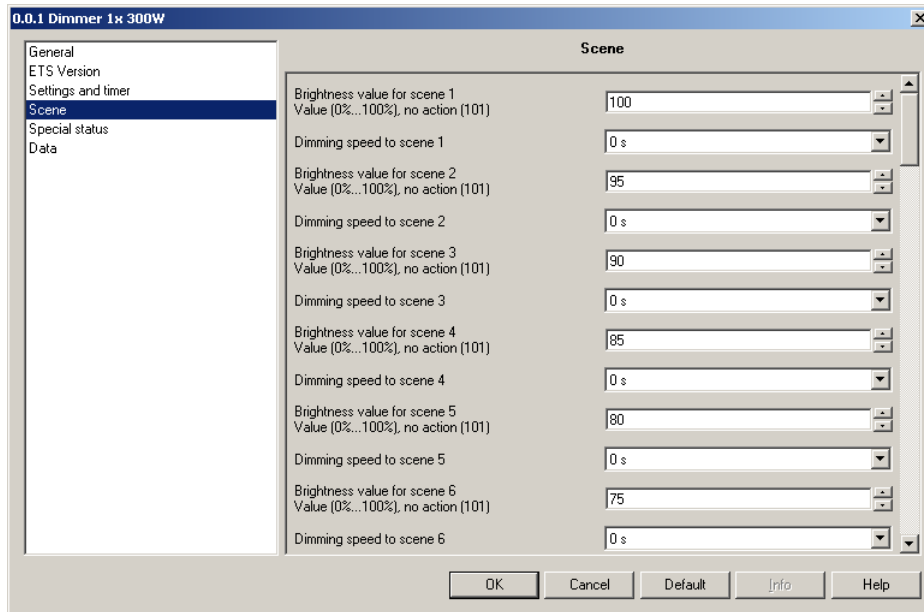 0.0.1 Dimmer 1x 300W
General
ETS Version
Settings and timer
Scene
Special status
Data
Scene
Brightness value for scene 1
Value (0%...100%), no action (101)
100
Dimming speed to scene 1
0 s
Brightness value for scene 2
Value (0%...100%), no action (101)
95
Dimming speed to scene 2
0 s
Brightness value for scene 3
Value (0%...100%), no action (101)
90
Dimming speed to scene 3
0 s
Brightness value for scene 4
Value (0%...100%), no action (101)
85
Dimming speed to scene 4
0 s
Brightness value for scene 5
Value (0%...100%), no action (101)
80
Dimming speed to scene 5
0 s
Brightness value for scene 6
Value (0%...100%), no action (101)
75
Dimming speed to scene 6
0 s
OK
Cancel
Default
Info
Help